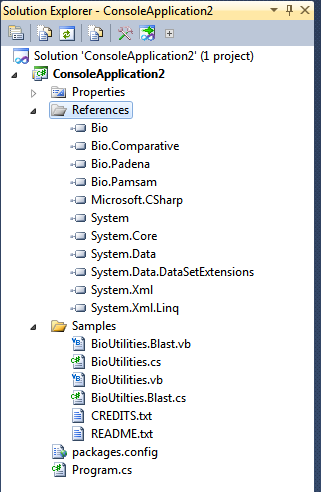 Solution Explorer - ConsoleApplication2
Solution 'ConsoleApplication2' (1 project)
ConsoleApplication2
Properties
References
Bio
Bio.Comparative
Bio.Padena
Bio.Pamsam
Microsoft.CSharp
System
System.Core
System.Data
System.Data.DataSetExtensions
System.Xml
System.Xml.Linq
Samples
BioUtilities.Blast.vb
BioUtilities.cs
BioUtilities.vb
BioUtilties.Blast.cs
CREDITS.txt
README.txt
packages.config
Program.cs